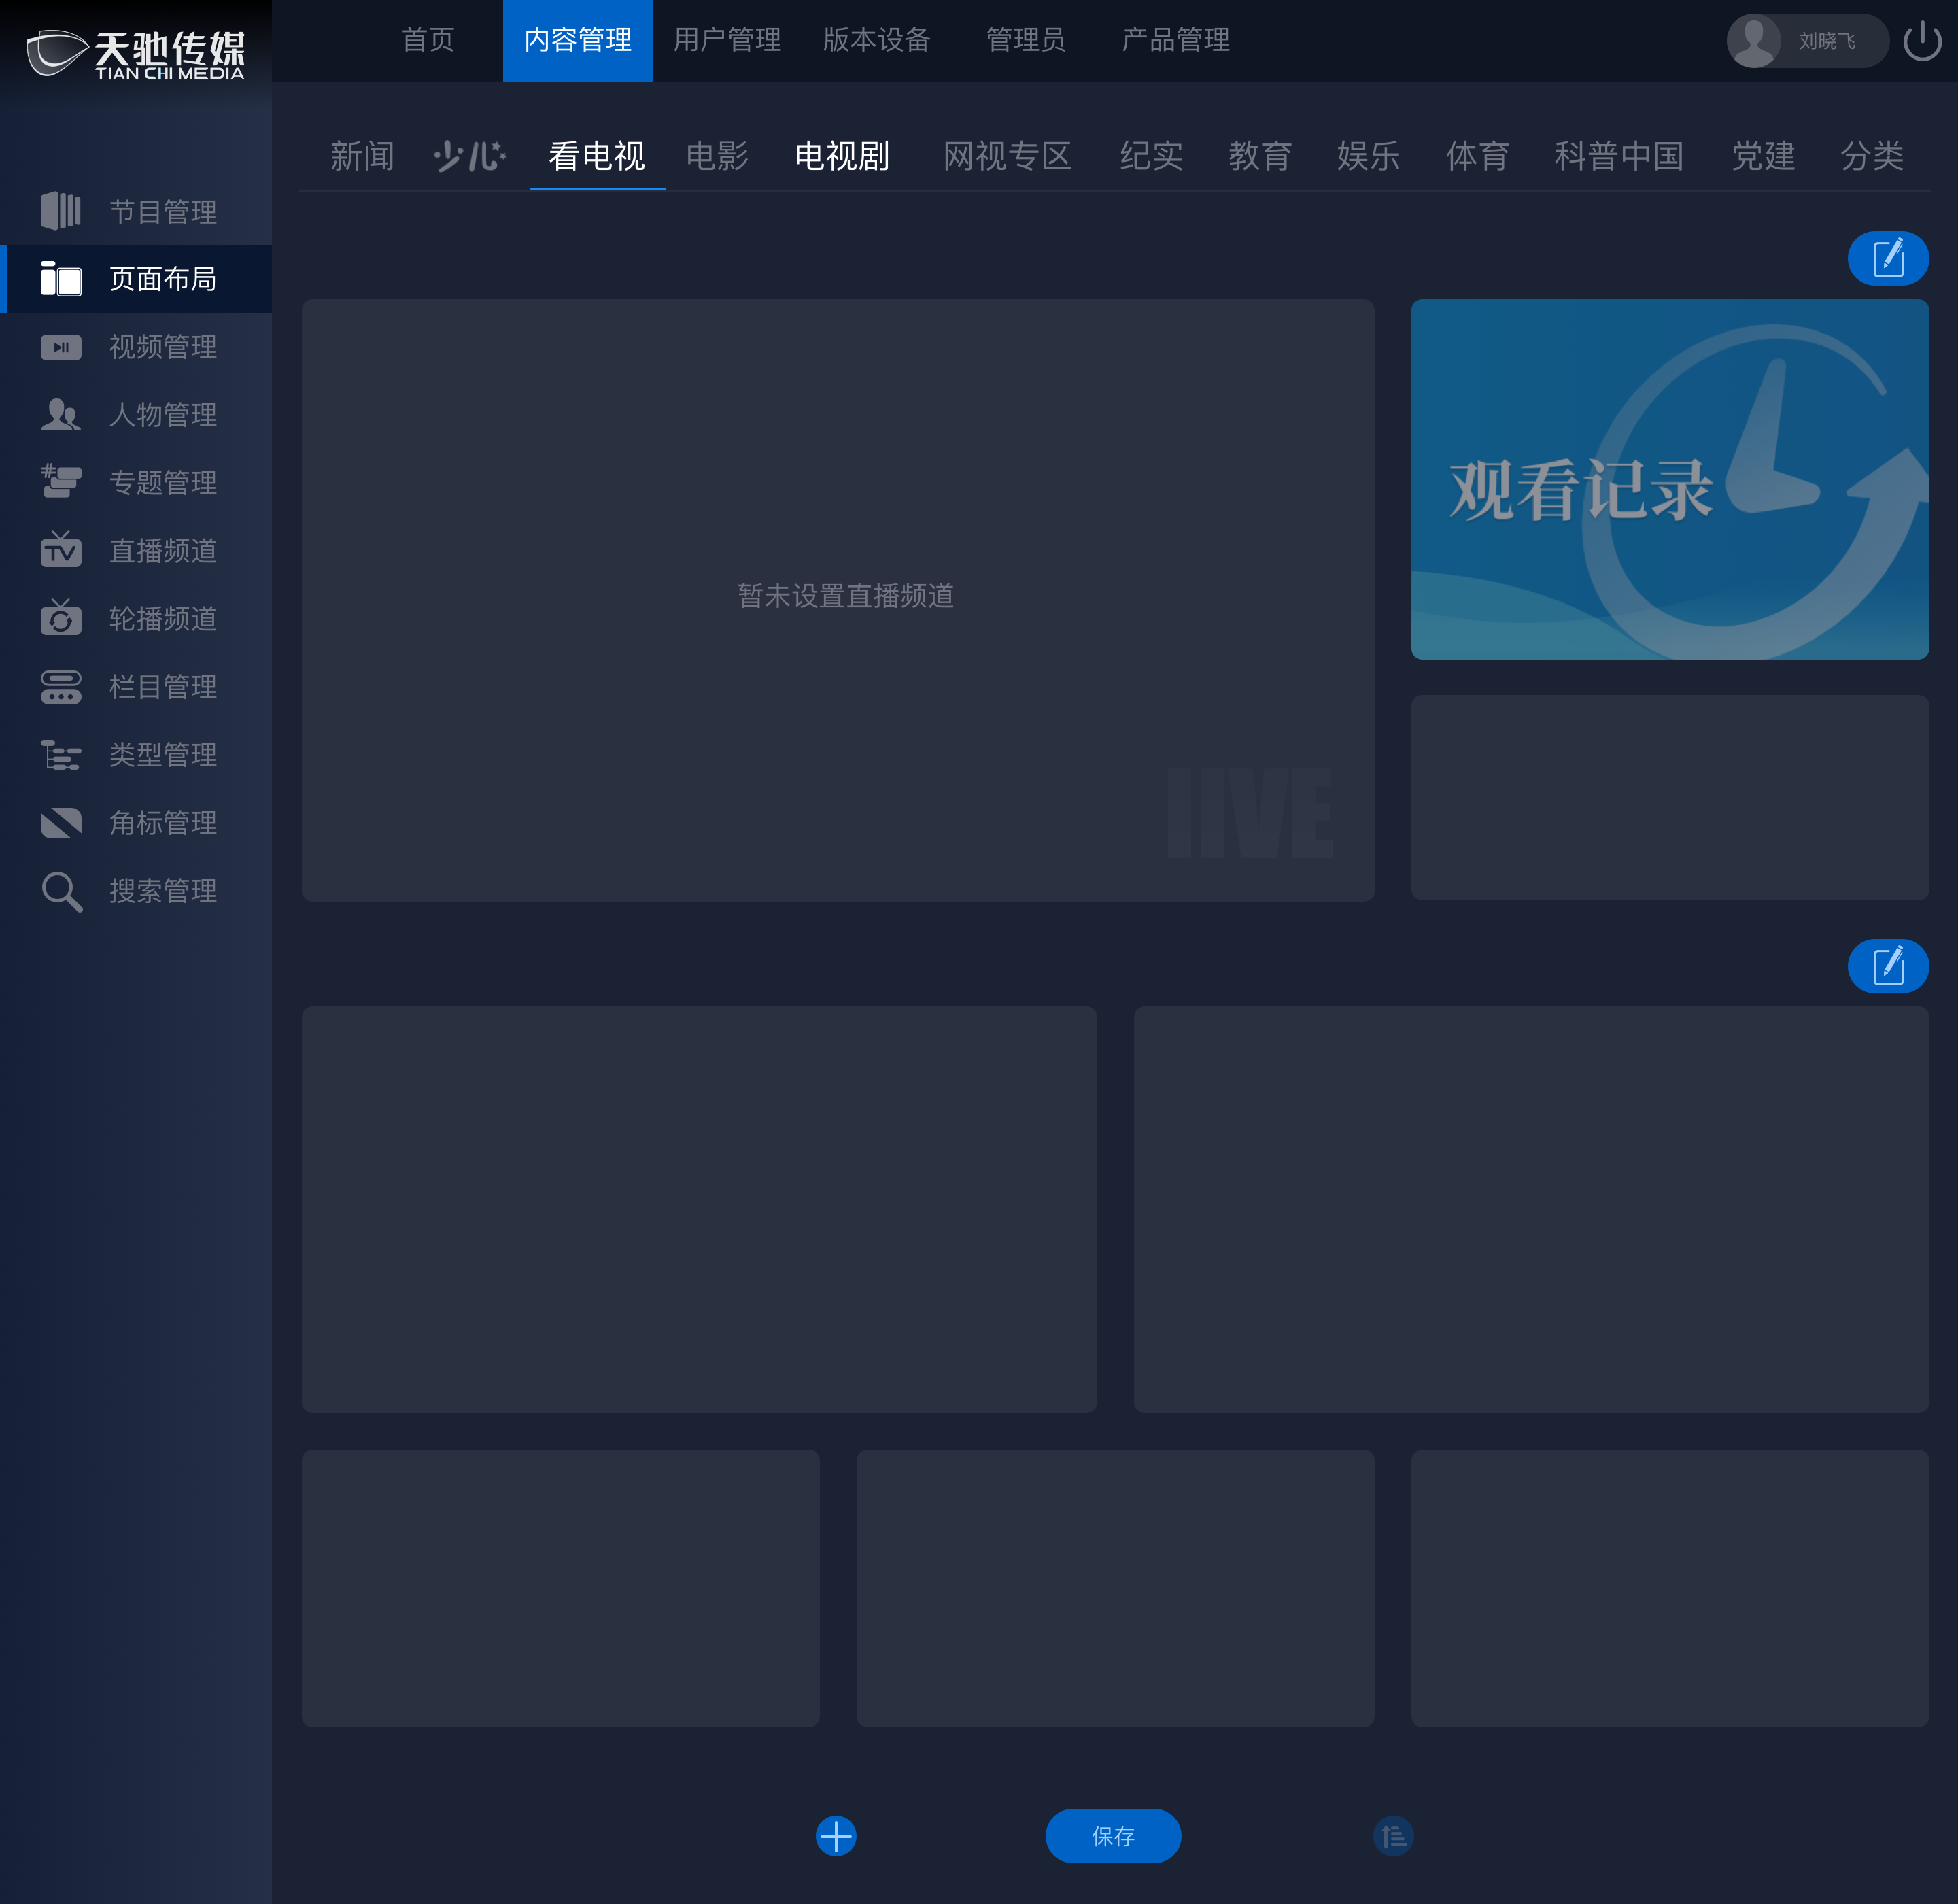 天驰传媒
TIAN CHI MEDIA
首页 内容管理 用户管理 版本设备 管理员 产品管理
刘晓飞
新闻 少儿 看电视 电影 电视剧 网视专区 纪实 教育 娱乐 体育 科普中国 党建 分类
节目管理
页面布局
视频管理
人物管理
# 专题管理
TV 直播频道
轮播频道
栏目管理
类型管理
角标管理
搜索管理
观看记录
暂未设置直播频道
IIVE
保存